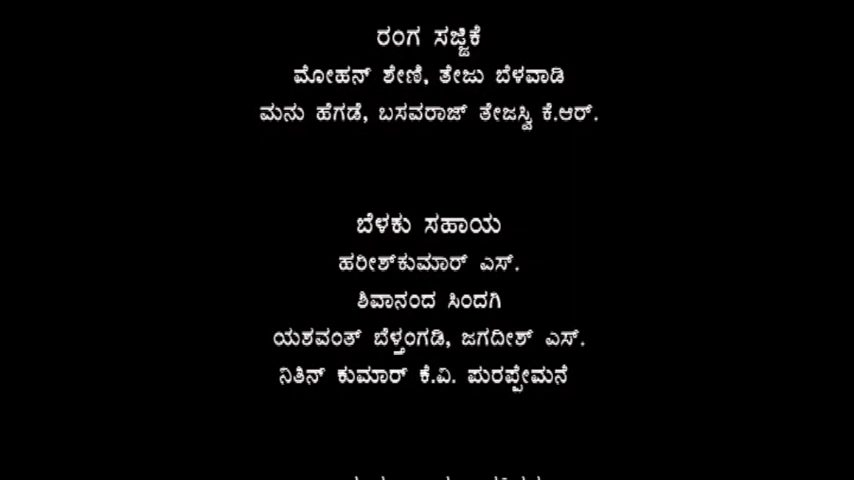 ರಂಗ ಸಜ್ಜಿಕೆ
ಮೋಹನ್ ಶೇಣಿ, ತೇಜು ಬೆಳವಾಡಿ
ಮನು ಹೆಗಡೆ, ಬಸವರಾಜ್ ತೇಜಸ್ವಿ ಕೆ.ಆರ್.
ಬೆಳಕು ಸಹಾಯ
ಹರೀಶ್‌ಕುಮಾರ್ ಎಸ್.
ಶಿವಾನಂದ ಸಿಂದಗಿ
ಯಶವಂತ್ ಬೆಳ್ತಂಗಡಿ, ಜಗದೀಶ್ ಎಸ್.
ನಿತಿನ್ ಕುಮಾರ್ ಕೆ.ವಿ. ಪುರಪ್ಪೇಮನೆ